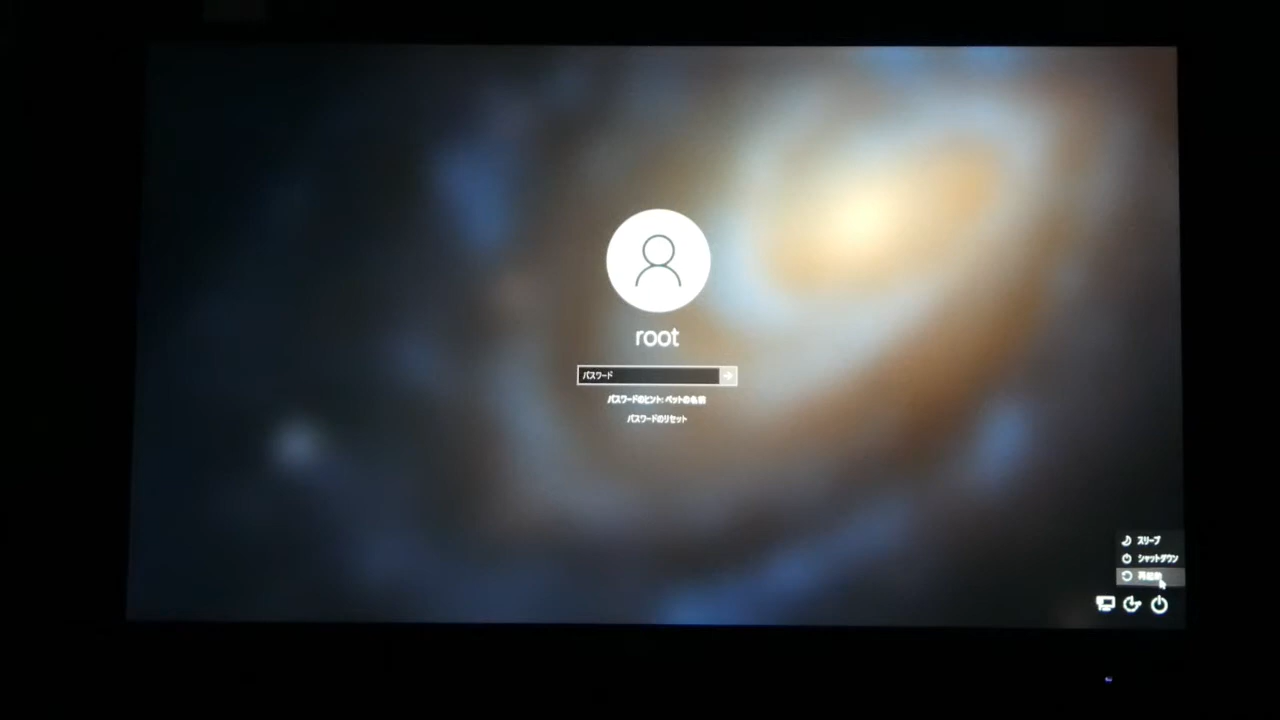 root
パスワード
パスワードのヒント: ペットの名前
パスワードのリセット
スリープ
シャットダウン
再起動